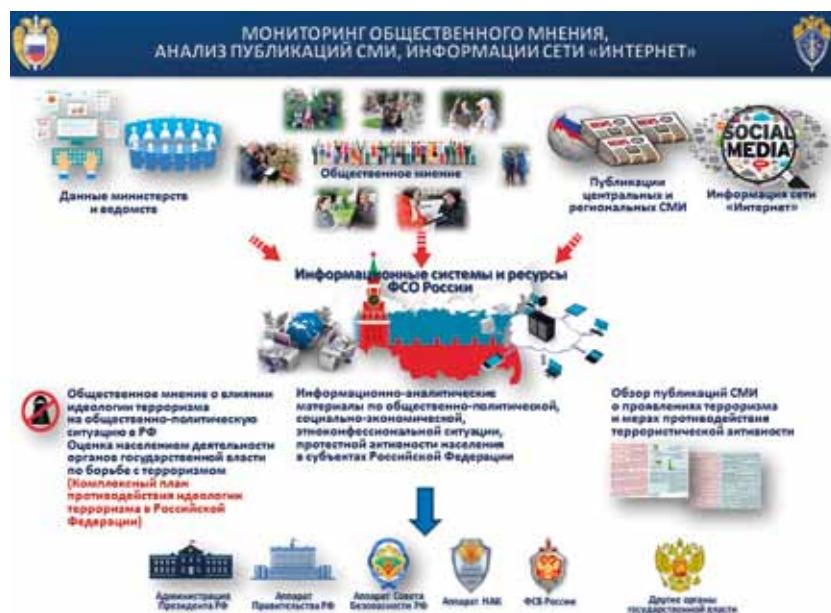 МОНИТОРИНГ ОБЩЕСТВЕННОГО МНЕНИЯ,
АНАЛИЗ ПУБЛИКАЦИЙ СМИ, ИНФОРМАЦИИ СЕТИ «ИНТЕРНЕТ»
SOCIAL
MEDIA
Данные министерств
и ведомств
Общественное мнение
Публикации
центральных и
региональных СМИ
Информация сети
«Интернет»
Информационные системы и ресурсы
ФСО России
Общественное мнение о влиянии
идеологии терроризма
на общественно-политическую
ситуацию в РФ
Оценка населением деятельности
органов государственной власти
по борьбе с терроризмом
(Комплексный план
противодействия идеологии
терроризма в Российской
Федерации)
Информационно-аналитические
материалы по общественно-политической,
социально-экономической,
этноконфессиональной ситуации,
протестной активности населения
в субъектах Российской Федерации
Обзор публикаций СМИ
о проявлениях терроризма
и мерах противодействия
террористической активности
Администрация
Президента РФ
Аппарат
Правительства РФ
Аппарат Совета
Безопасности РФ
Аппарат НАК
ФСБ России
Другие органы
государственной власти